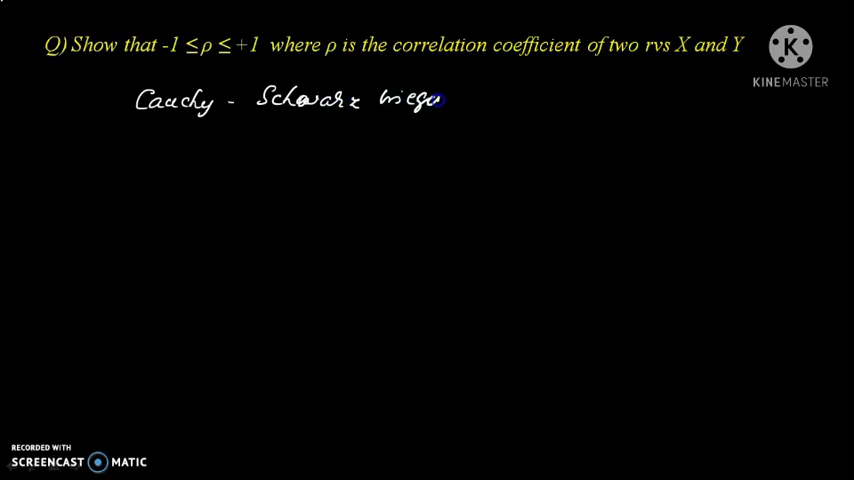 Q) Show that -1 ≤ ρ ≤ +1 where ρ is the correlation coefficient of two rvs X and Y
KINEMASTER
Cauchy - Schwarz inequ
RECORDED WITH
SCREENCAST MATIC